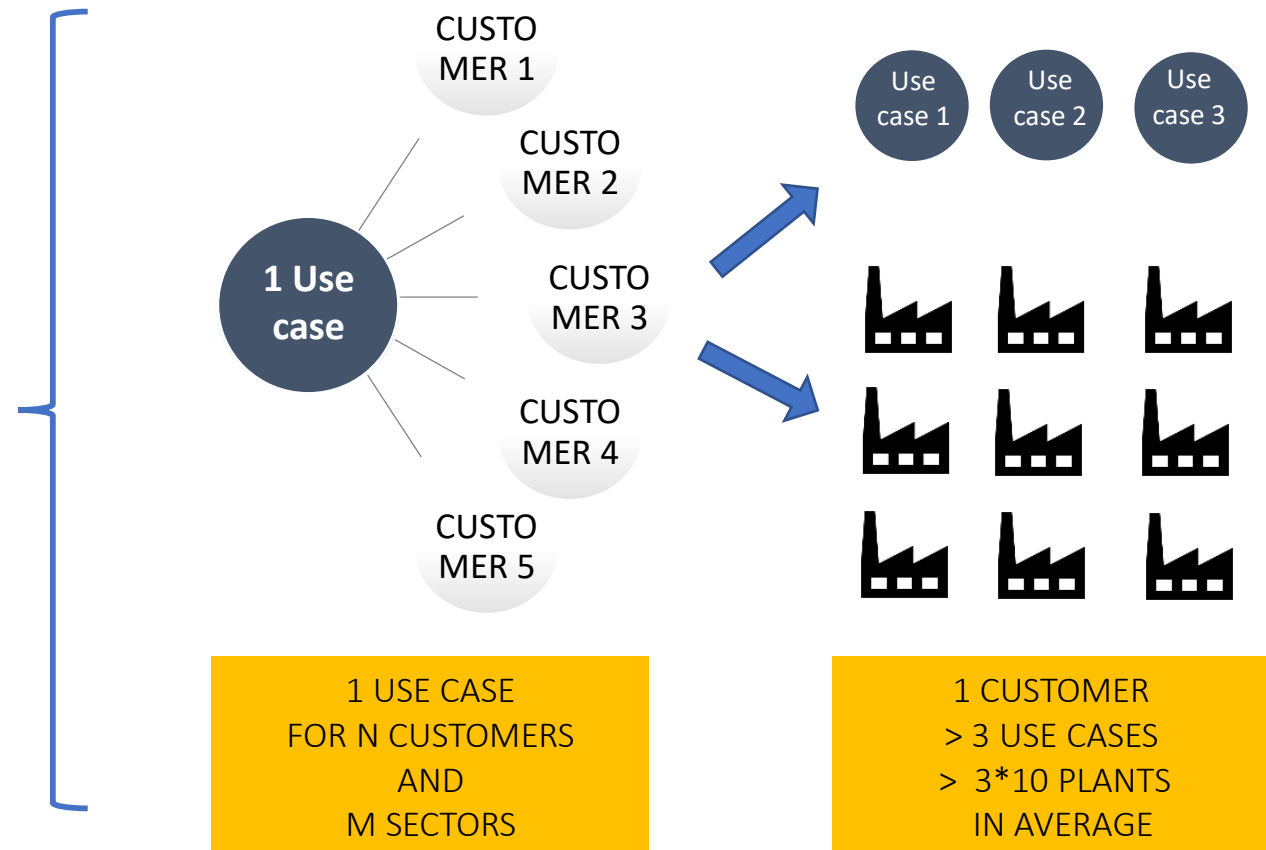 CUSTO
MER 1
CUSTO
MER 2
1 Use
case
CUSTO
MER 3
CUSTO
MER 4
CUSTO
MER 5
Use
case 1
Use
case 2
Use
case 3
1 USE CASE
FOR N CUSTOMERS
AND
M SECTORS
1 CUSTOMER
> 3 USE CASES
> 3*10 PLANTS
IN AVERAGE